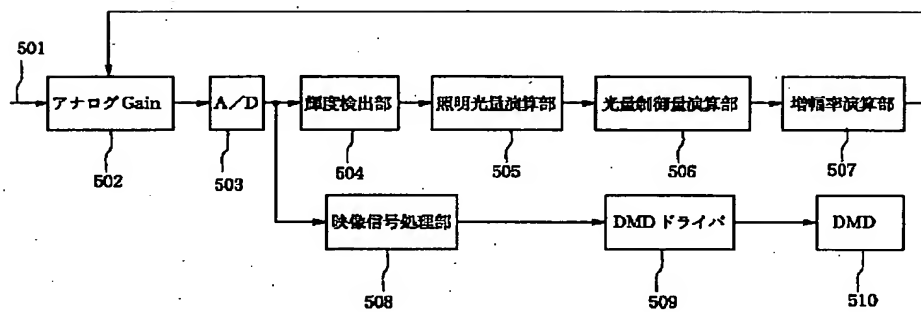 501
アナログGain
A/D
輝度検出部
照明光量演算部
光量制御量演算部
増幅率演算部
502
503
504
505
506
507
映像信号処理部
DMDドライバ
DMD
508
509
510